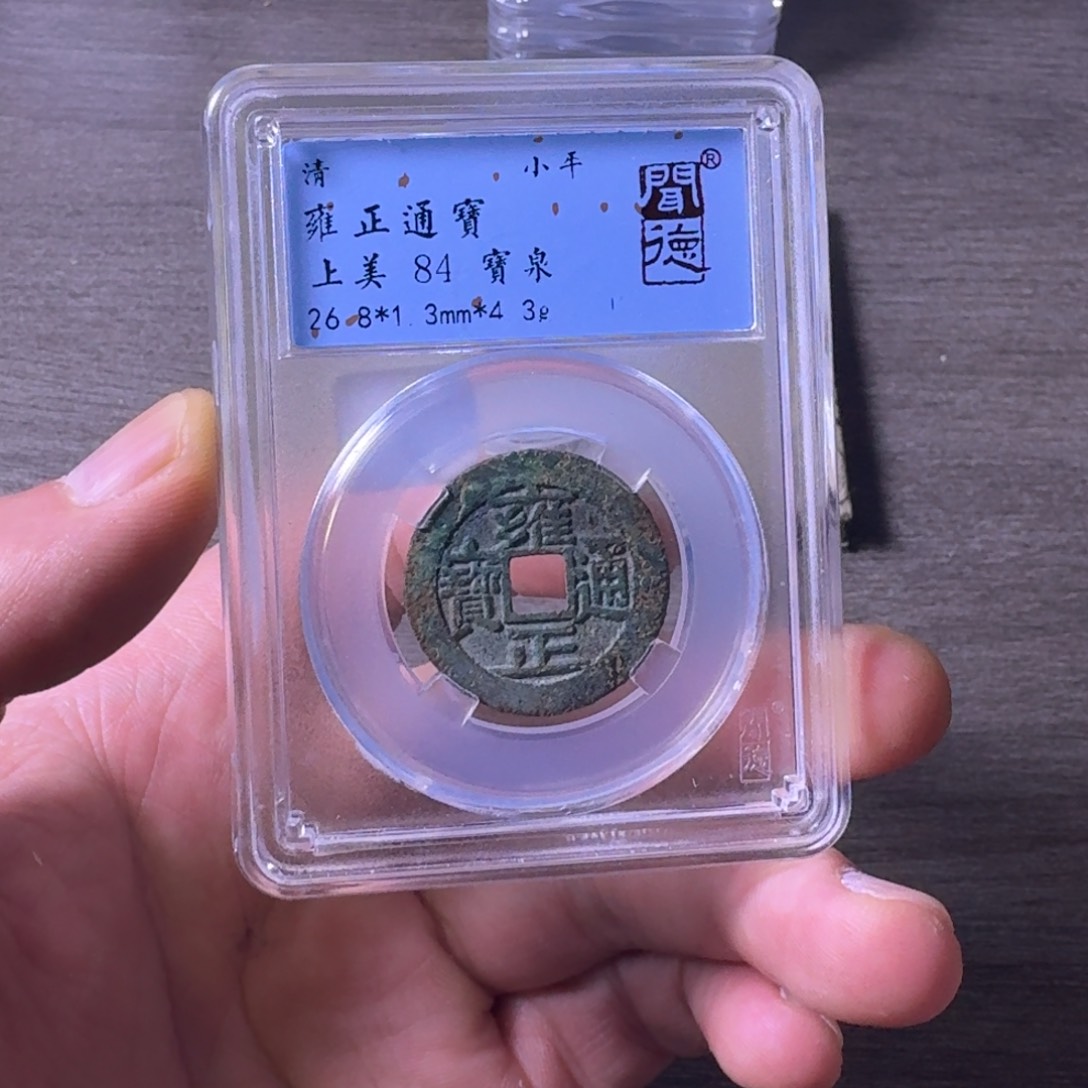 清 小平
雍正通寶
上美 84 寶泉
26.8*1.3mm*4.3g
聞德
®
雍正通寶